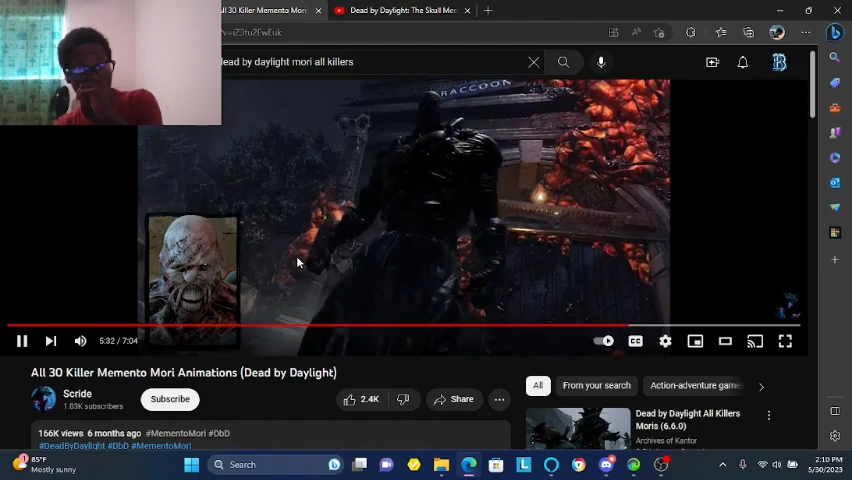 All 30 Killer Memento Mori Animations
Dead by Daylight: The Skull Mer
v=iZ3tu2EwEuk
dead by daylight mori all killers
RACCOON
5:32 / 7:04
CC
All 30 Killer Memento Mori Animations (Dead by Daylight)
Scride
1.03K subscribers
Subscribe
2.4K
Share
166K views 6 months ago #MementoMori #DbD
#DeadByDaylight #DbD #MementoMori
All
From your search
Action-adventure game
Dead by Daylight All Killers
Moris (6.6.0)
Archives of Kantor
85°F
Mostly sunny
Search
2:10 PM
5/30/2023